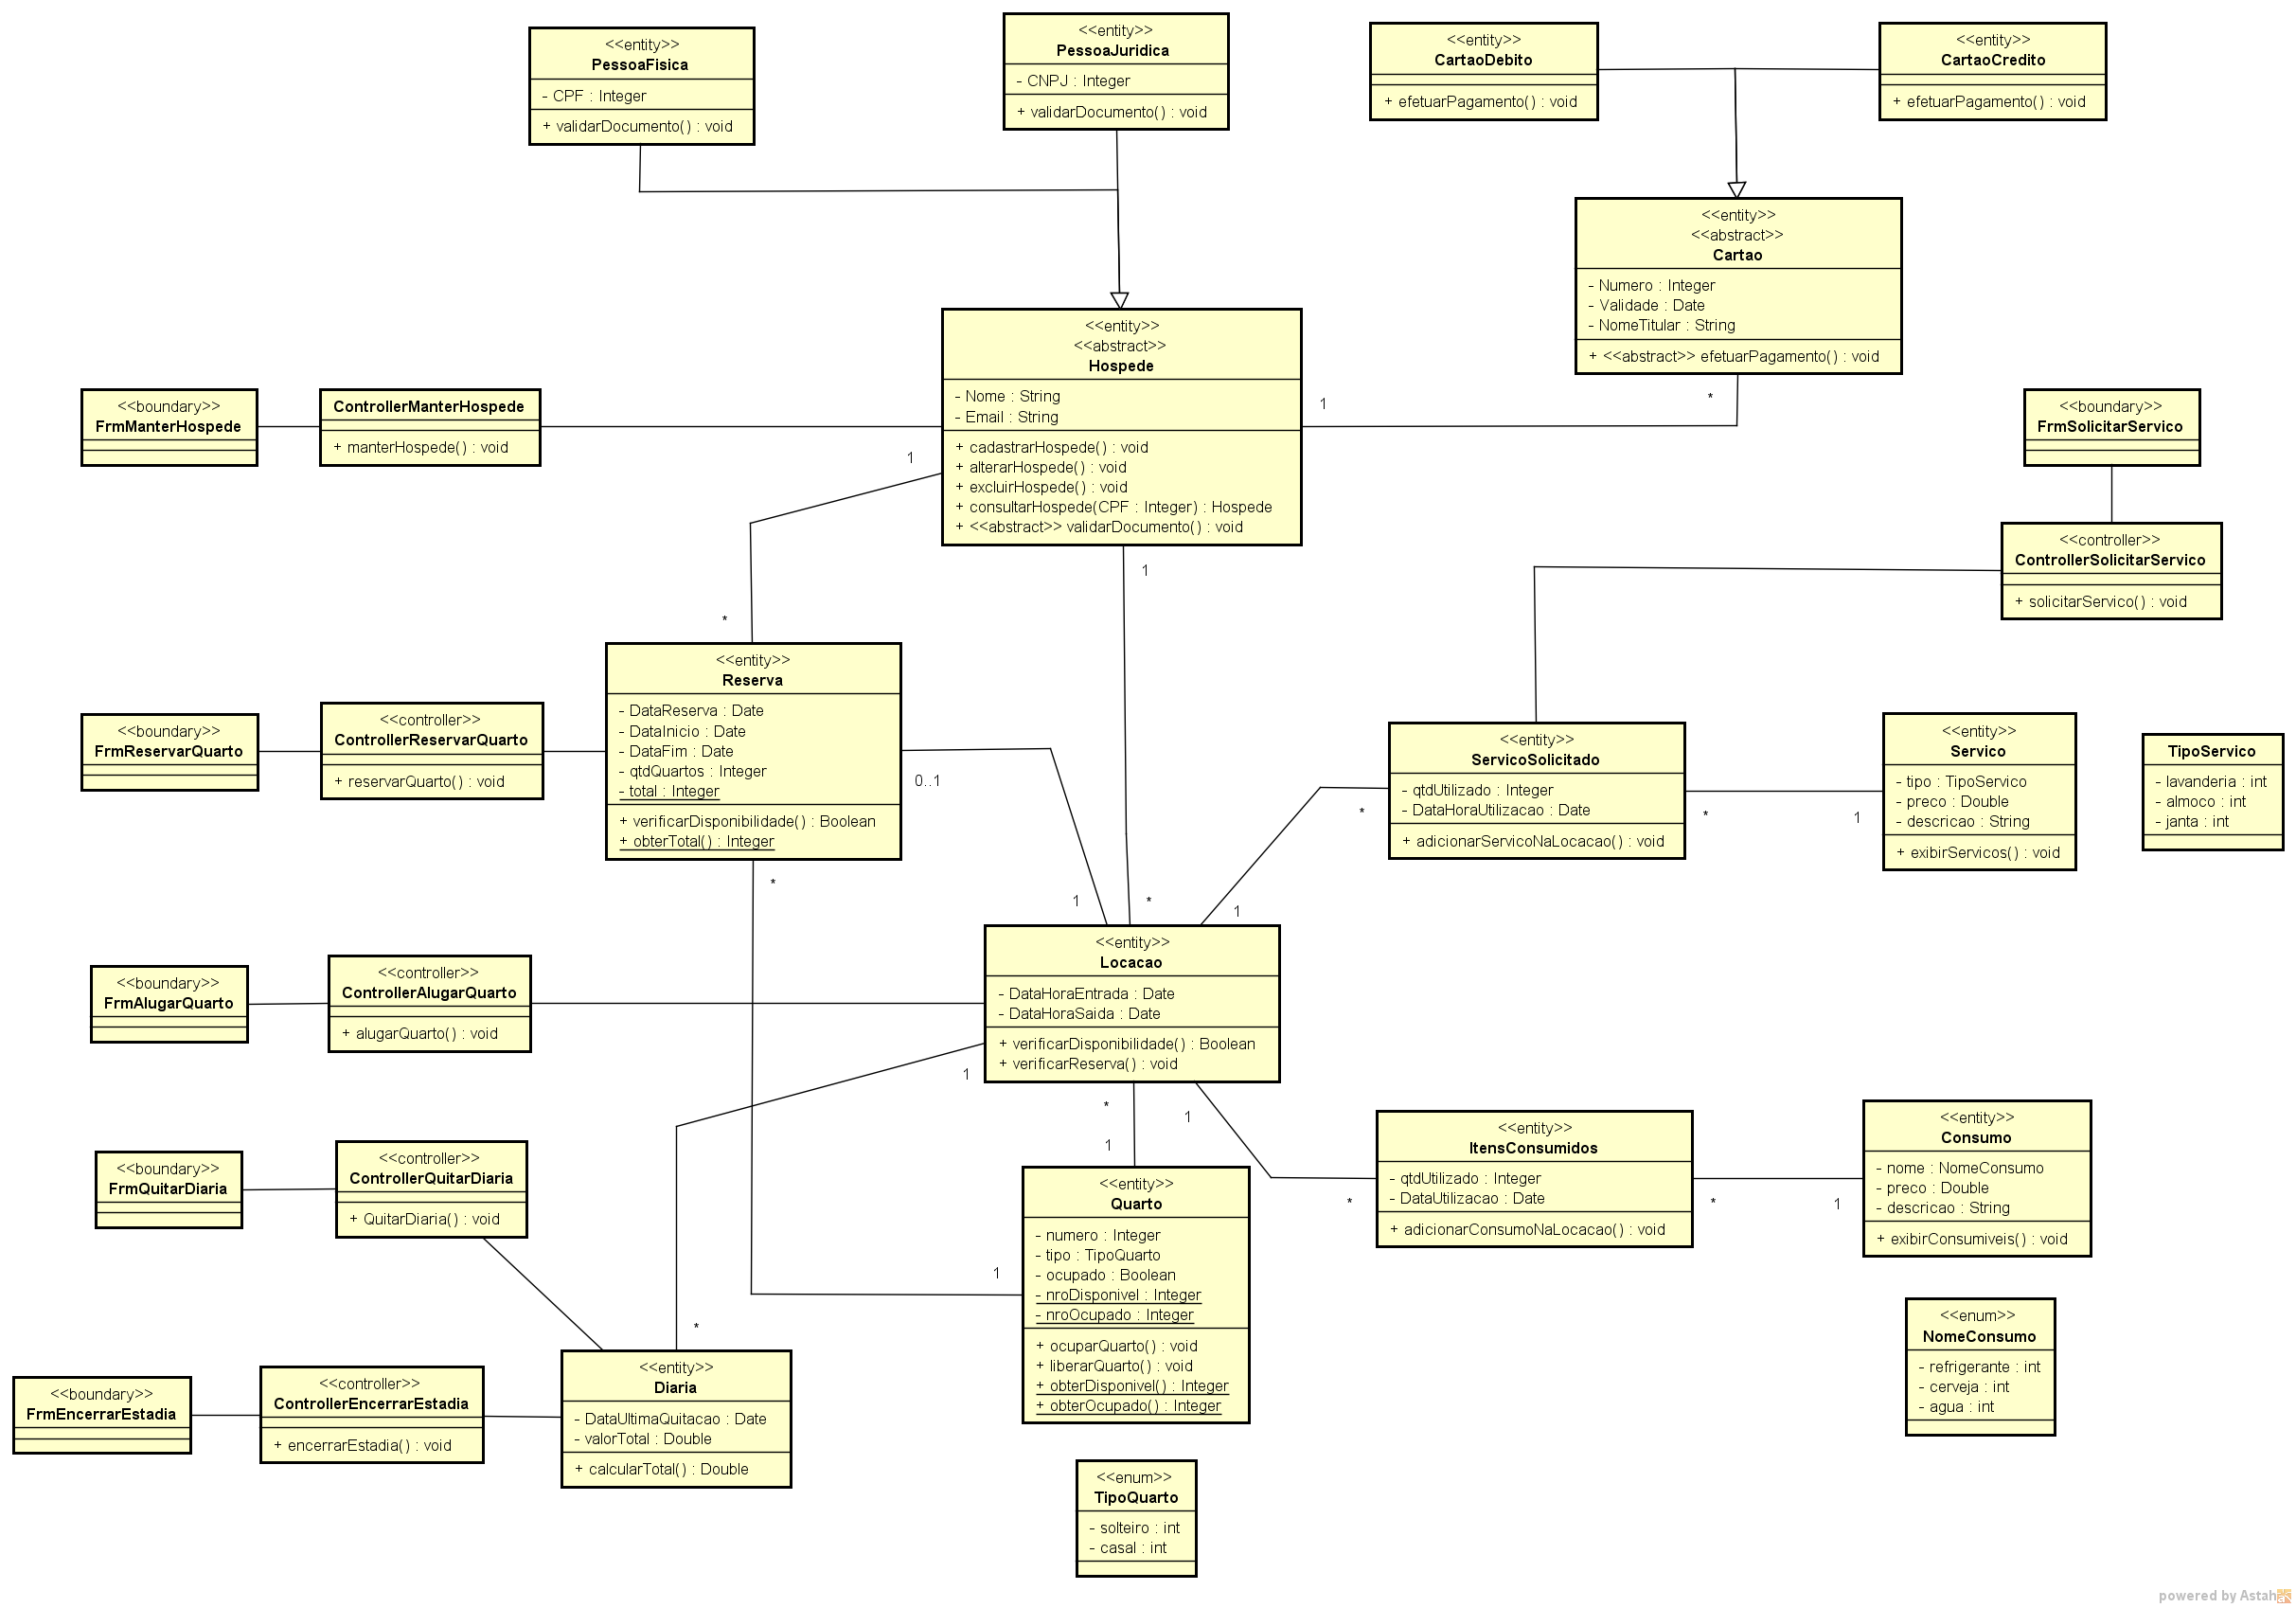 <<entity>>
PessoaFisica
- CPF : Integer
+ validarDocumento() : void
<<entity>>
PessoaJuridica
- CNPJ : Integer
+ validarDocumento() : void
<<entity>>
CartaoDebito
+ efetuarPagamento() : void
<<entity>>
CartaoCredito
+ efetuarPagamento() : void
<<entity>>
<<abstract>>
Cartao
- Numero : Integer
- Validade : Date
- NomeTitular : String
+ <<abstract>> efetuarPagamento() : void
*
<<entity>>
<<abstract>>
Hospede
- Nome : String
- Email : String
+ cadastrarHospede() : void
+ alterarHospede() : void
+ excluirHospede() : void
+ consultarHospede(CPF : Integer) : Hospede
+ <<abstract>> validarDocumento() : void
1
1
1
<<boundary>>
FrmManterHospede
ControllerManterHospede
+ manterHospede() : void
<<boundary>>
FrmSolicitarServico
<<controller>>
ControllerSolicitarServico
+ solicitarServico() : void
*
<<entity>>
Reserva
- DataReserva : Date
- DataInicio : Date
- DataFim : Date
- qtdQuartos : Integer
- total : Integer
+ verificarDisponibilidade() : Boolean
+ obterTotal() : Integer
0..1
*
<<boundary>>
FrmReservarQuarto
<<controller>>
ControllerReservarQuarto
+ reservarQuarto() : void
<<entity>>
ServicoSolicitado
- qtdUtilizado : Integer
- DataHoraUtilizacao : Date
+ adicionarServicoNaLocacao() : void
*
*
1
<<entity>>
Servico
- tipo : TipoServico
- preco : Double
- descricao : String
+ exibirServicos() : void
TipoServico
- lavanderia : int
- almoco : int
- janta : int
1
*
1
<<entity>>
Locacao
- DataHoraEntrada : Date
- DataHoraSaida : Date
+ verificarDisponibilidade() : Boolean
+ verificarReserva() : void
1
*
1
<<boundary>>
FrmAlugarQuarto
<<controller>>
ControllerAlugarQuarto
+ alugarQuarto() : void
<<boundary>>
FrmQuitarDiaria
<<controller>>
ControllerQuitarDiaria
+ QuitarDiaria() : void
1
1
<<entity>>
Quarto
- numero : Integer
- tipo : TipoQuarto
- ocupado : Boolean
- nroDisponivel : Integer
- nroOcupado : Integer
+ ocuparQuarto() : void
+ liberarQuarto() : void
+ obterDisponivel() : Integer
+ obterOcupado() : Integer
<<entity>>
ItensConsumidos
- qtdUtilizado : Integer
- DataUtilizacao : Date
+ adicionarConsumoNaLocacao() : void
*
*
1
<<entity>>
Consumo
- nome : NomeConsumo
- preco : Double
- descricao : String
+ exibirConsumiveis() : void
<<enum>>
NomeConsumo
- refrigerante : int
- cerveja : int
- agua : int
*
<<boundary>>
FrmEncerrarEstadia
<<controller>>
ControllerEncerrarEstadia
+ encerrarEstadia() : void
<<entity>>
Diaria
- DataUltimaQuitacao : Date
- valorTotal : Double
+ calcularTotal() : Double
<<enum>>
TipoQuarto
- solteiro : int
- casal : int
powered by Astah